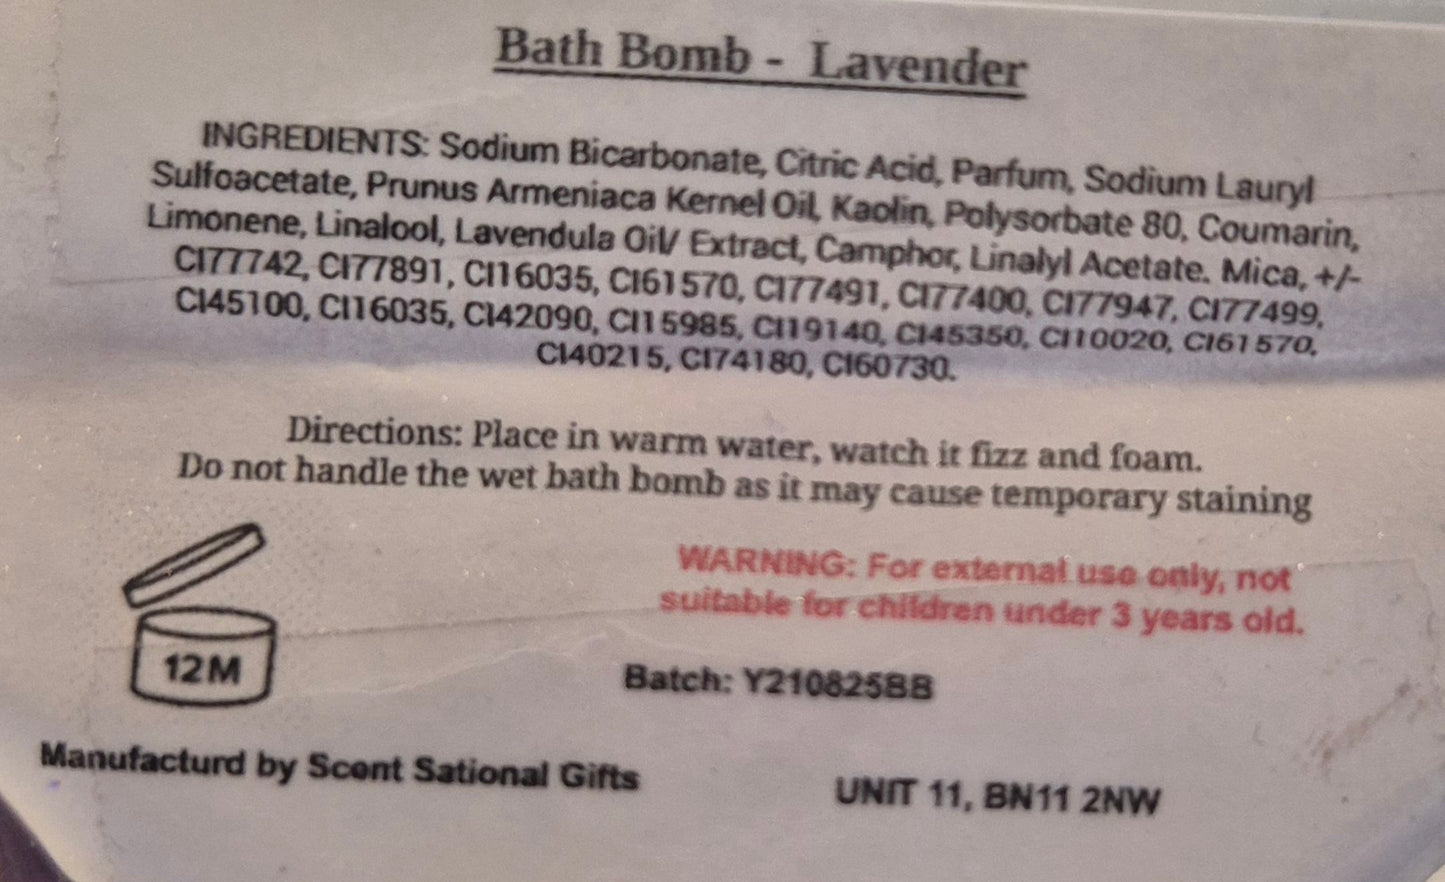 Bath Bomb - Lavender
INGREDIENTS: Sodium Bicarbonate, Citric Acid, Parfum, Sodium Lauryl
Sulfoacetate, Prunus Armeniaca Kernel Oil, Kaolin, Polysorbate 80, Coumarin,
Limonene, Linalool, Lavendula Oil/ Extract, Camphor, Linalyl Acetate. Mica, +/-
CI77742, CI77891, CI16035, CI61570, CI77491, CI77400, CI77947, CI77499,
CI45100, CI16035, CI42090, CI15985, CI19140, CI45350, CI10020, CI61570,
CI40215, CI74180, CI60730.
Directions: Place in warm water, watch it fizz and foam.
Do not handle the wet bath bomb as it may cause temporary staining
WARNING: For external use only, not
suitable for children under 3 years old.
12M
Batch: Y210825BB
Manufacturd by Scent Sational Gifts
UNIT 11, BN11 2NW